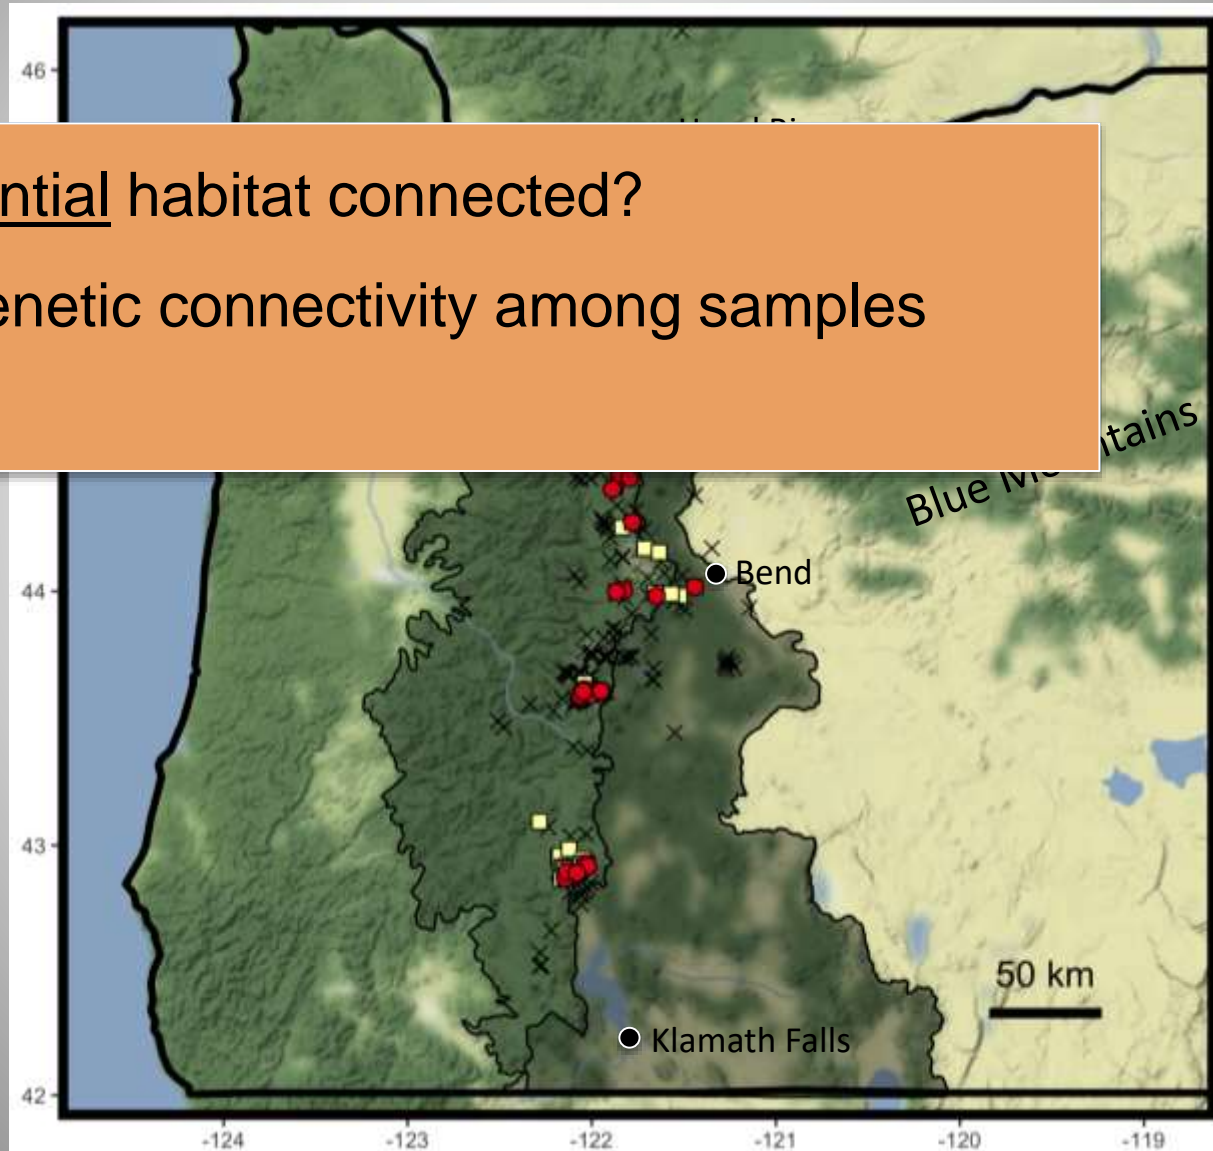 46
ntial habitat connected?
enetic connectivity among samples
tains
Blue
44
Bend
43
50 km
Klamath Falls
42
-124 -123 -122 -121 -120 -119